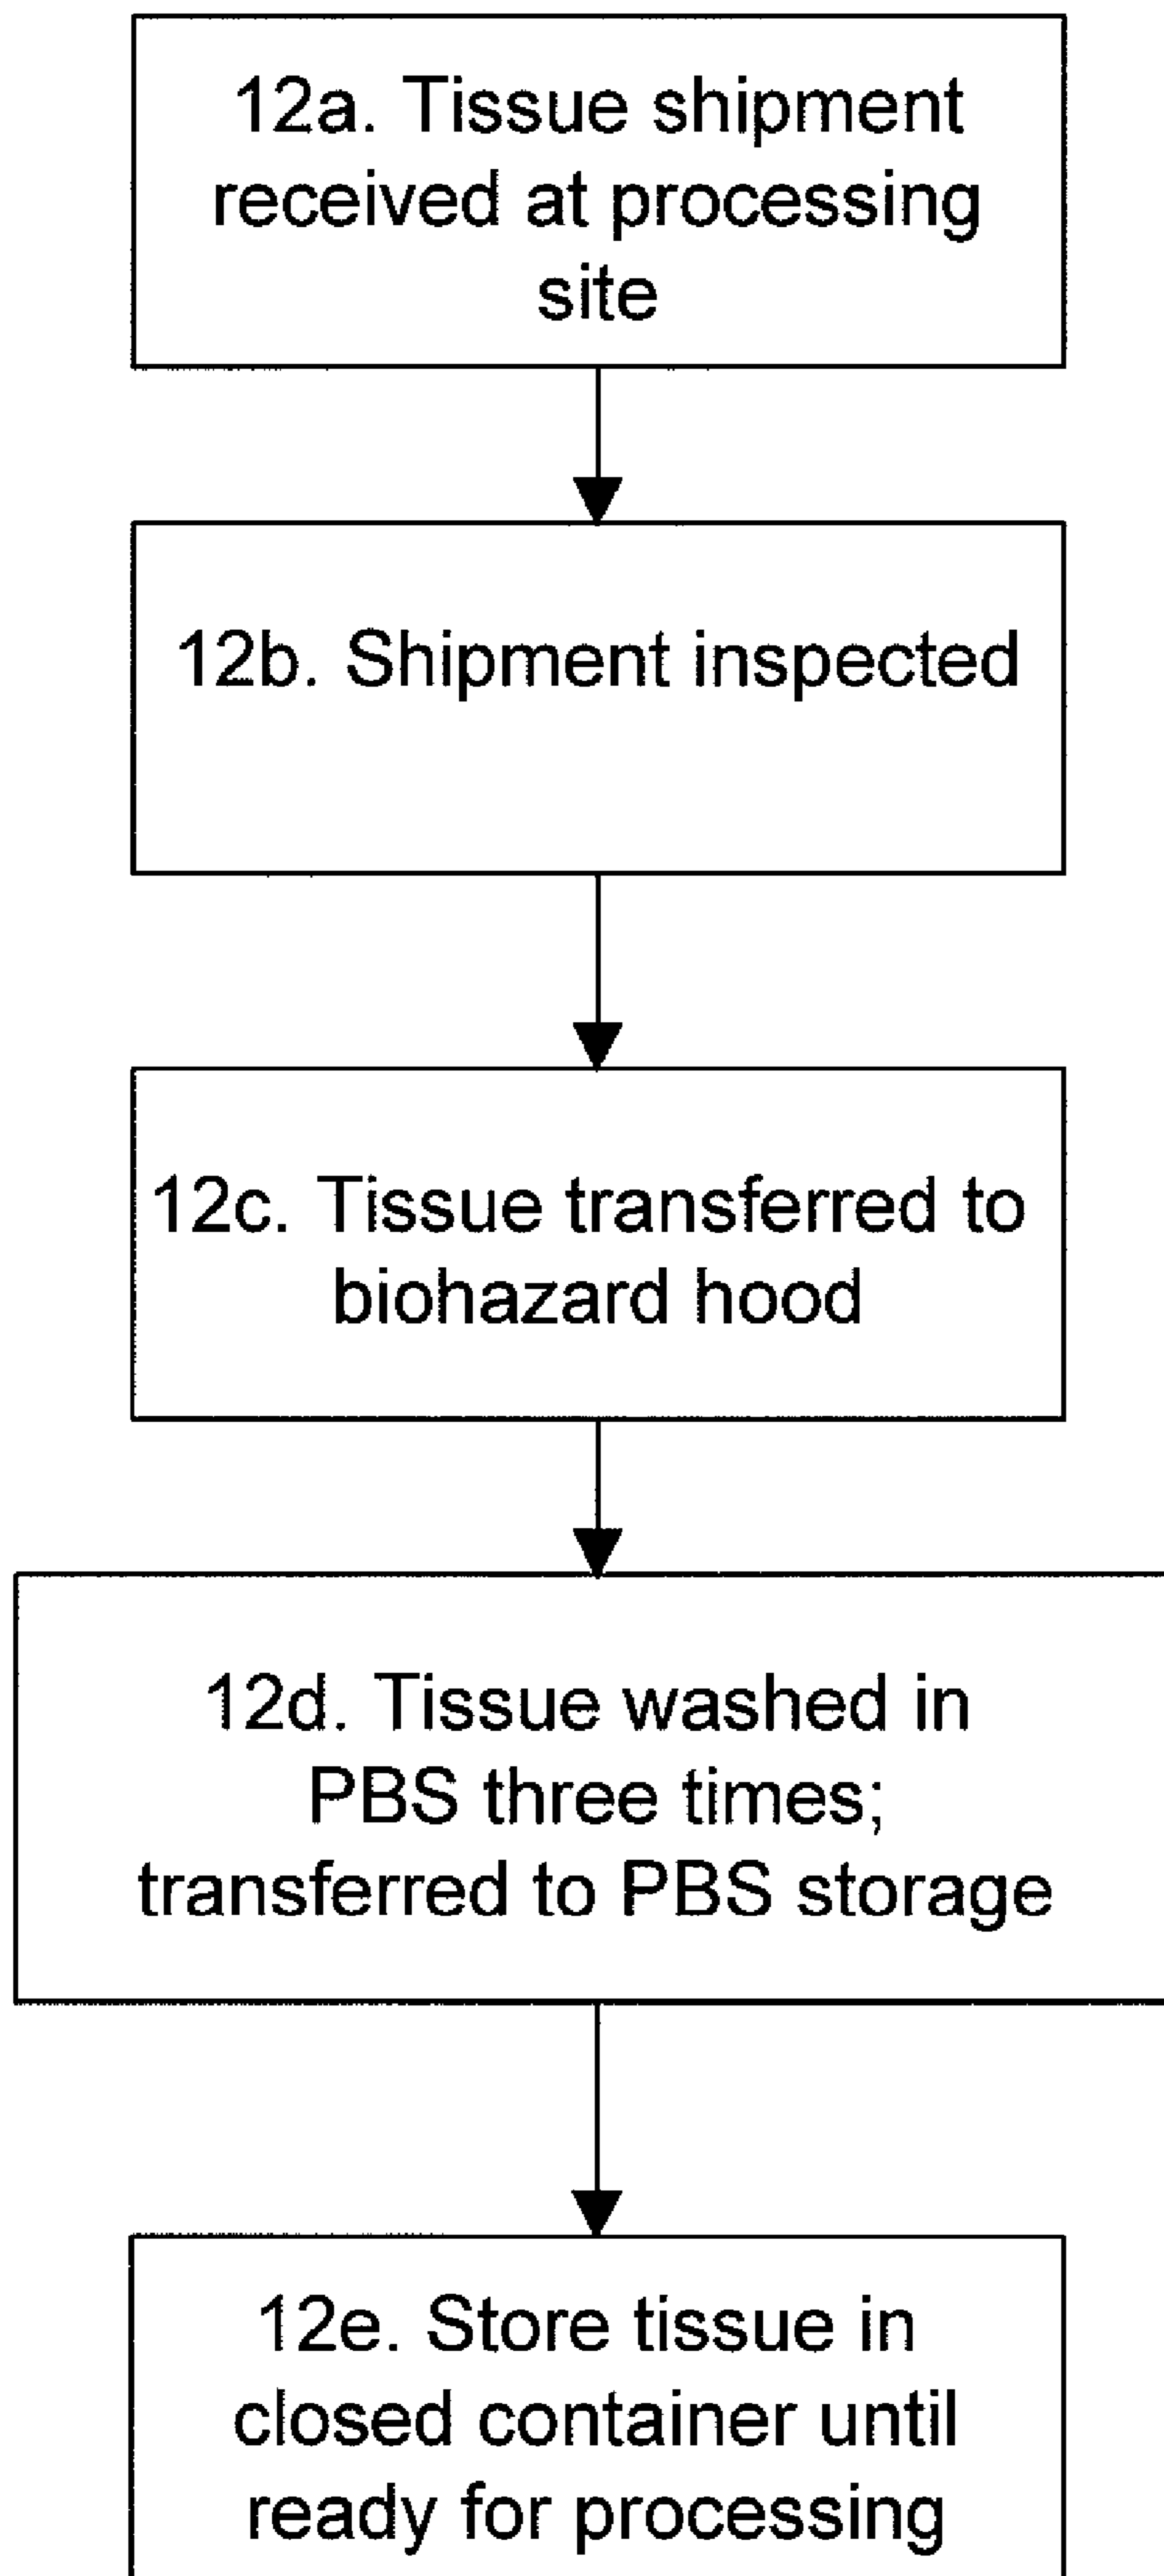 12a. Tissue shipment
received at processing
site
12b. Shipment inspected
12c. Tissue transferred to
biohazard hood
12d. Tissue washed in
PBS three times;
transferred to PBS storage
12e. Store tissue in
closed container until
ready for processing